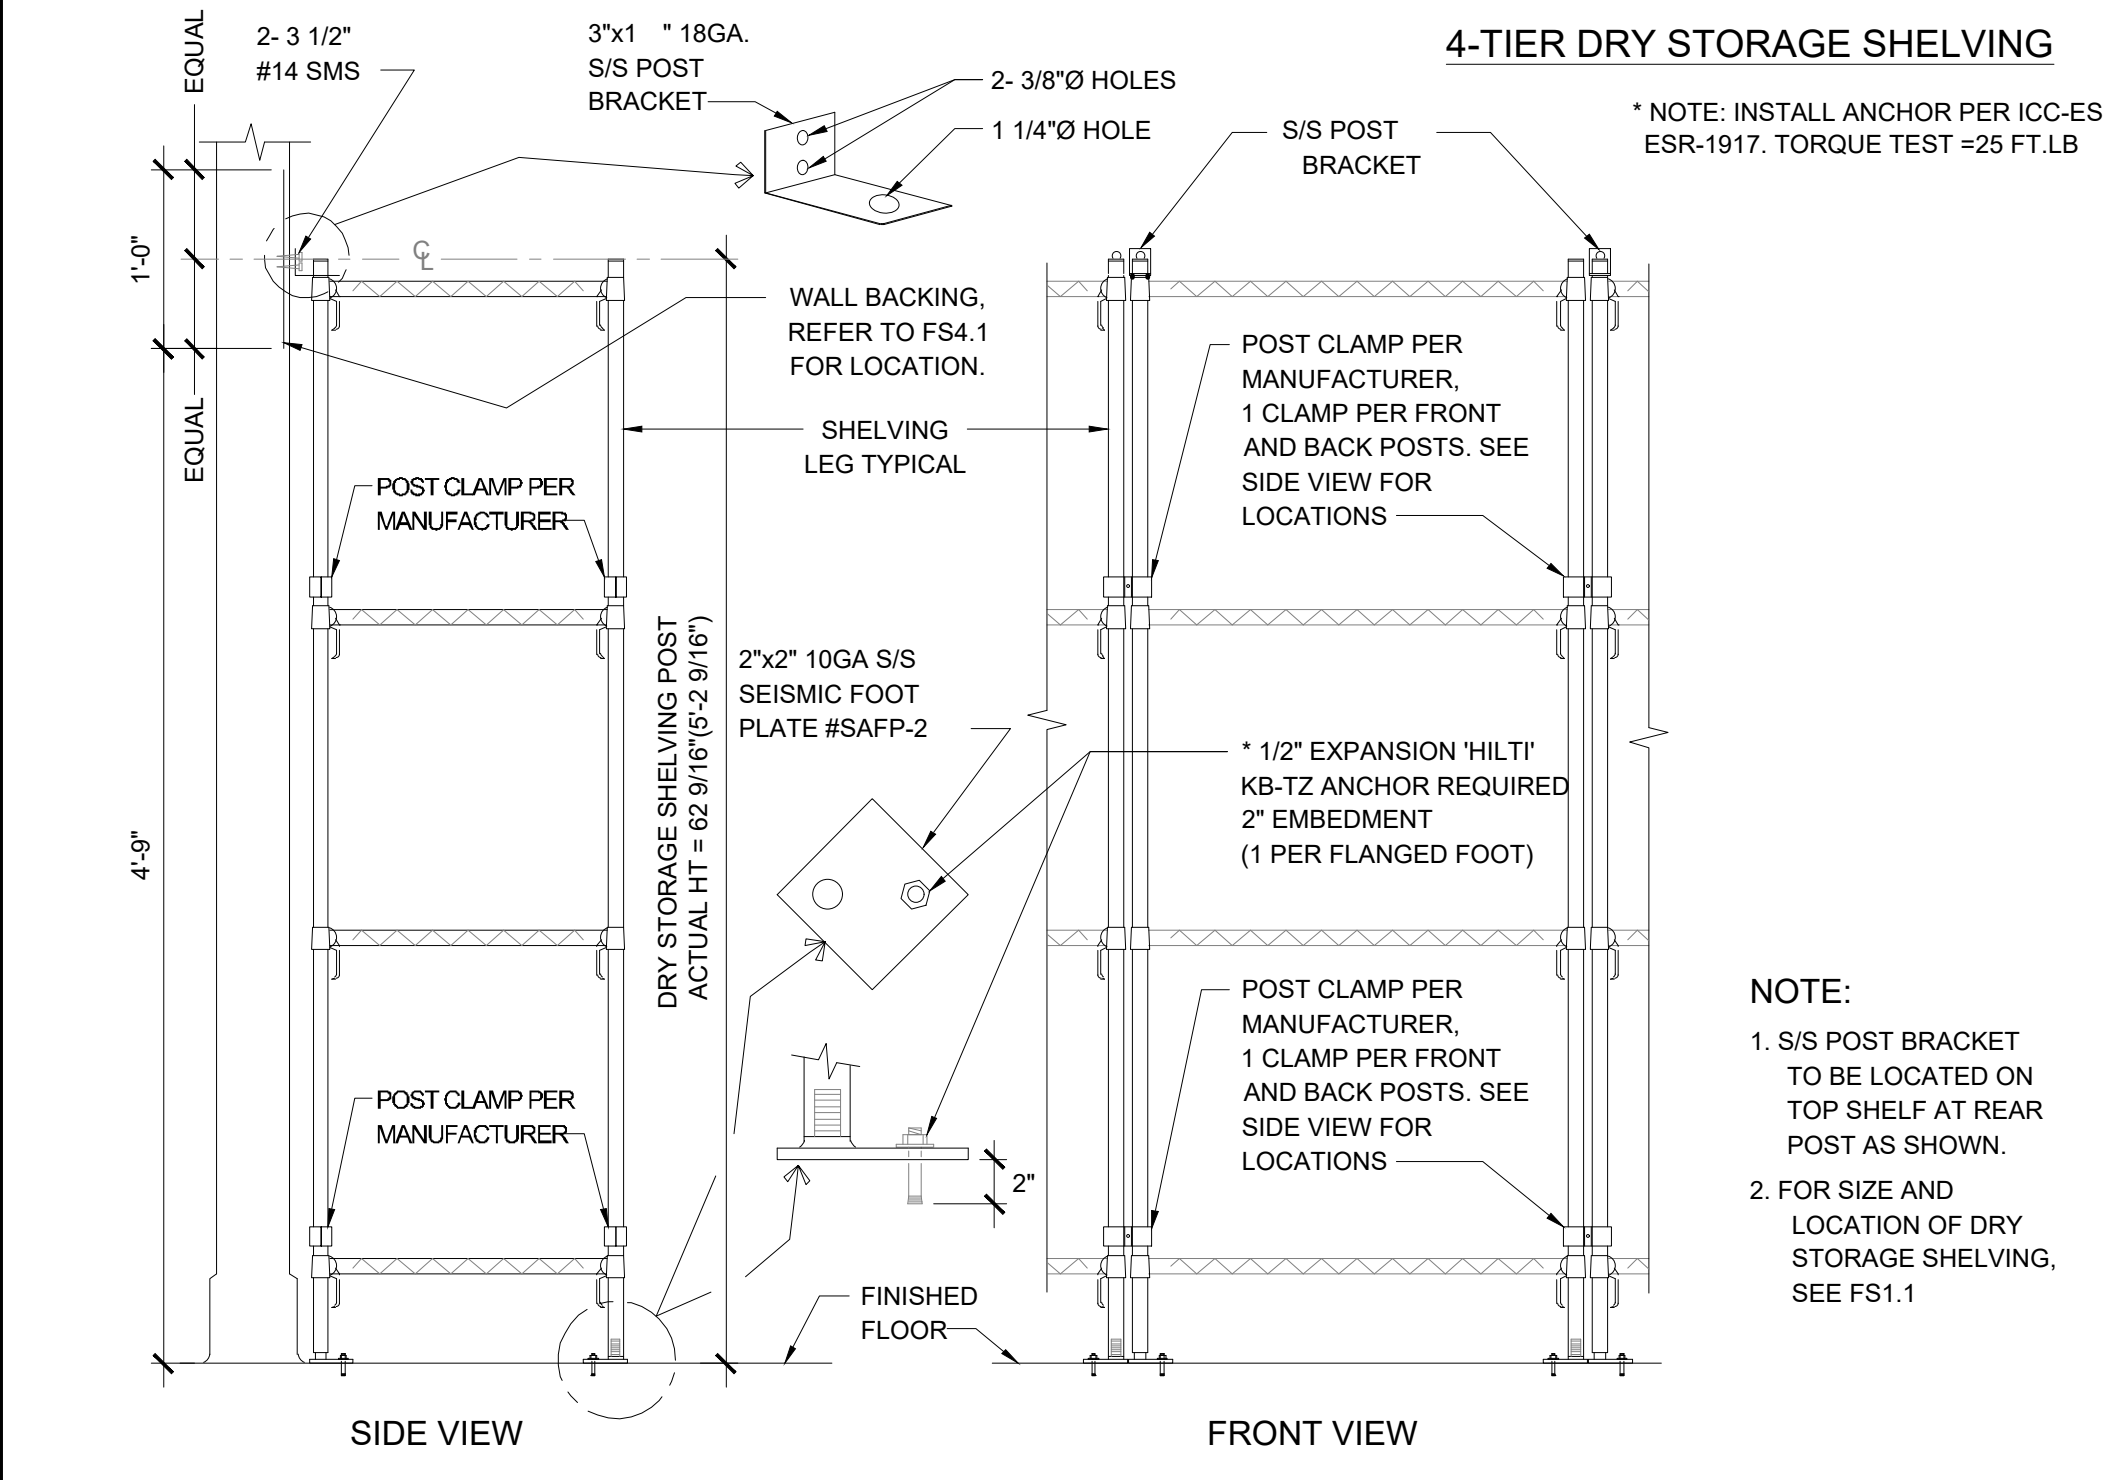 4-TIER DRY STORAGE SHELVING
* NOTE: INSTALL ANCHOR PER ICC-ES
ESR-1917. TORQUE TEST =25 FT.LB
EQUAL
2- 3 1/2"
#14 SMS
3"x1 " 18GA.
S/S POST
BRACKET
2- 3/8"Ø HOLES
1 1/4"Ø HOLE
S/S POST
BRACKET
1'-0"
CL
WALL BACKING,
REFER TO FS4.1
FOR LOCATION.
EQUAL
SHELVING
LEG TYPICAL
POST CLAMP PER
MANUFACTURER,
1 CLAMP PER FRONT
AND BACK POSTS. SEE
SIDE VIEW FOR
LOCATIONS
POST CLAMP PER
MANUFACTURER
DRY STORAGE SHELVING POST
ACTUAL HT = 62 9/16"(5'-2 9/16")
2"x2" 10GA S/S
SEISMIC FOOT
PLATE #SAFP-2
* 1/2" EXPANSION 'HILTI'
KB-TZ ANCHOR REQUIRED
2" EMBEDMENT
(1 PER FLANGED FOOT)
4'-9"
POST CLAMP PER
MANUFACTURER
2"
POST CLAMP PER
MANUFACTURER,
1 CLAMP PER FRONT
AND BACK POSTS. SEE
SIDE VIEW FOR
LOCATIONS
NOTE:
1. S/S POST BRACKET
TO BE LOCATED ON
TOP SHELF AT REAR
POST AS SHOWN.
2. FOR SIZE AND
LOCATION OF DRY
STORAGE SHELVING,
SEE FS1.1
FINISHED
FLOOR
SIDE VIEW
FRONT VIEW